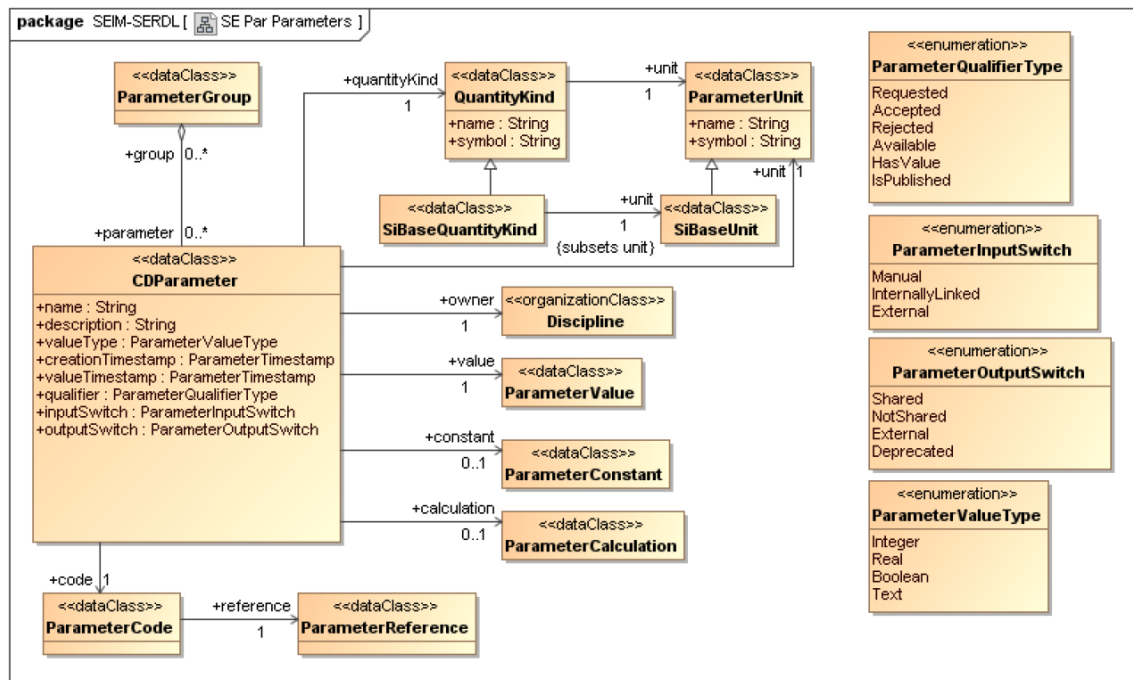 package SEIM-SERDL [ SE Par Parameters ]
<<dataClass>>
ParameterGroup
+group
0..*
+parameter
0..*
+quantityKind
1
<<dataClass>>
QuantityKind
+name : String
+symbol : String
+unit
1
<<dataClass>>
ParameterUnit
+name : String
+symbol : String
+unit
1
<<dataClass>>
SiBaseQuantityKind
+unit
1
{subsets unit}
<<dataClass>>
SiBaseUnit
<<dataClass>>
CDParameter
+name : String
+description : String
+valueType : ParameterValueType
+creationTimestamp : ParameterTimestamp
+valueTimestamp : ParameterTimestamp
+qualifier : ParameterQualifierType
+inputSwitch : ParameterInputSwitch
+outputSwitch : ParameterOutputSwitch
+owner
1
<<organizationClass>>
Discipline
+value
1
<<dataClass>>
ParameterValue
+constant
0..1
<<dataClass>>
ParameterConstant
+calculation
0..1
<<dataClass>>
ParameterCalculation
+code
1
<<dataClass>>
ParameterCode
+reference
1
<<dataClass>>
ParameterReference
<<enumeration>>
ParameterQualifierType
Requested
Accepted
Rejected
Available
HasValue
IsPublished
<<enumeration>>
ParameterInputSwitch
Manual
InternallyLinked
External
<<enumeration>>
ParameterOutputSwitch
Shared
NotShared
External
Deprecated
<<enumeration>>
ParameterValueType
Integer
Real
Boolean
Text